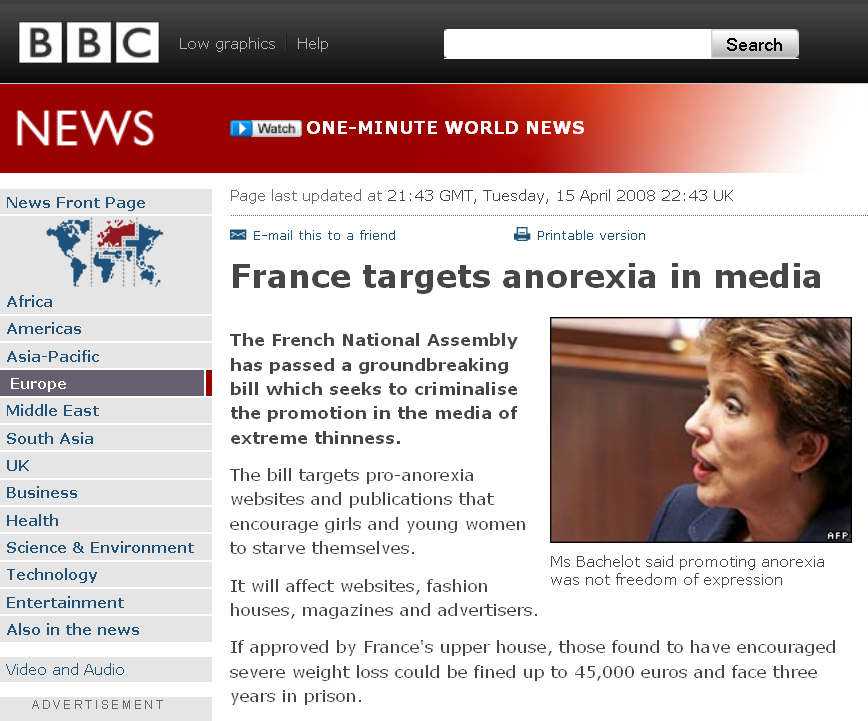 BBC
Low graphics
Help
Search
NEWS
Watch ONE-MINUTE WORLD NEWS
News Front Page
Africa
Americas
Asia-Pacific
Europe
Middle East
South Asia
UK
Business
Health
Science & Environment
Technology
Entertainment
Also in the news
Video and Audio
ADVERTISEMENT
Page last updated at 21:43 GMT, Tuesday, 15 April 2008 22:43 UK
E-mail this to a friend
Printable version
France targets anorexia in media
The French National Assembly
has passed a groundbreaking
bill which seeks to criminalise
the promotion in the media of
extreme thinness.
AFP
Ms Bachelot said promoting anorexia
was not freedom of expression
The bill targets pro-anorexia
websites and publications that
encourage girls and young women
to starve themselves.
It will affect websites, fashion
houses, magazines and advertisers.
If approved by France's upper house, those found to have encouraged
severe weight loss could be fined up to 45,000 euros and face three
years in prison.